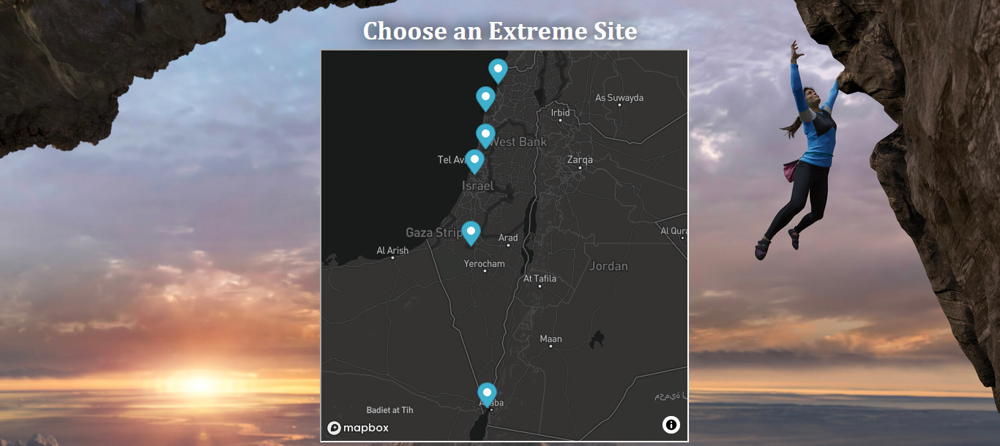 Choose an Extreme Site
As Suwayda
Irbid
West Bank
Tel Avi
Zarqa
Israel
Gaza Strip
Al Qura
Arad
Al Arish
Yerocham
Jordan
At Tafila
Maan
Badiet at Tih
mapbox